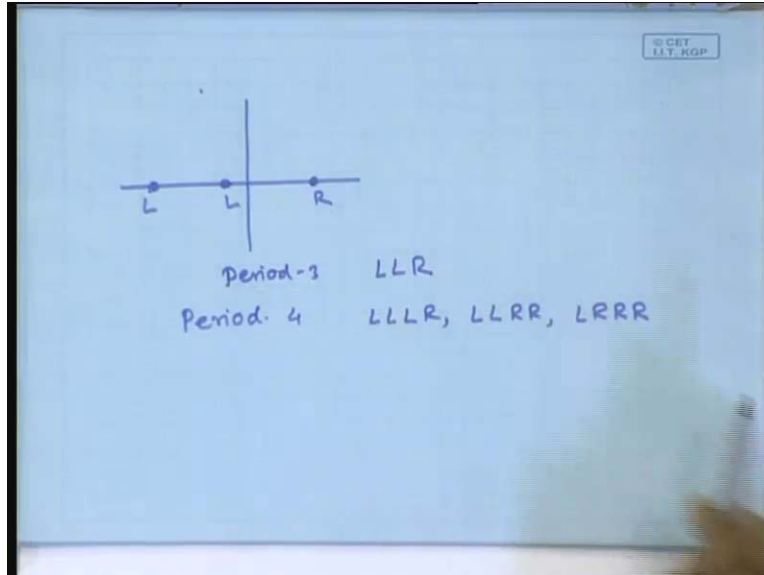 © CET
I.I.T. KGP
L L R
Period-3 LLR
Period. 4 LLLR, LLRR, LRRR